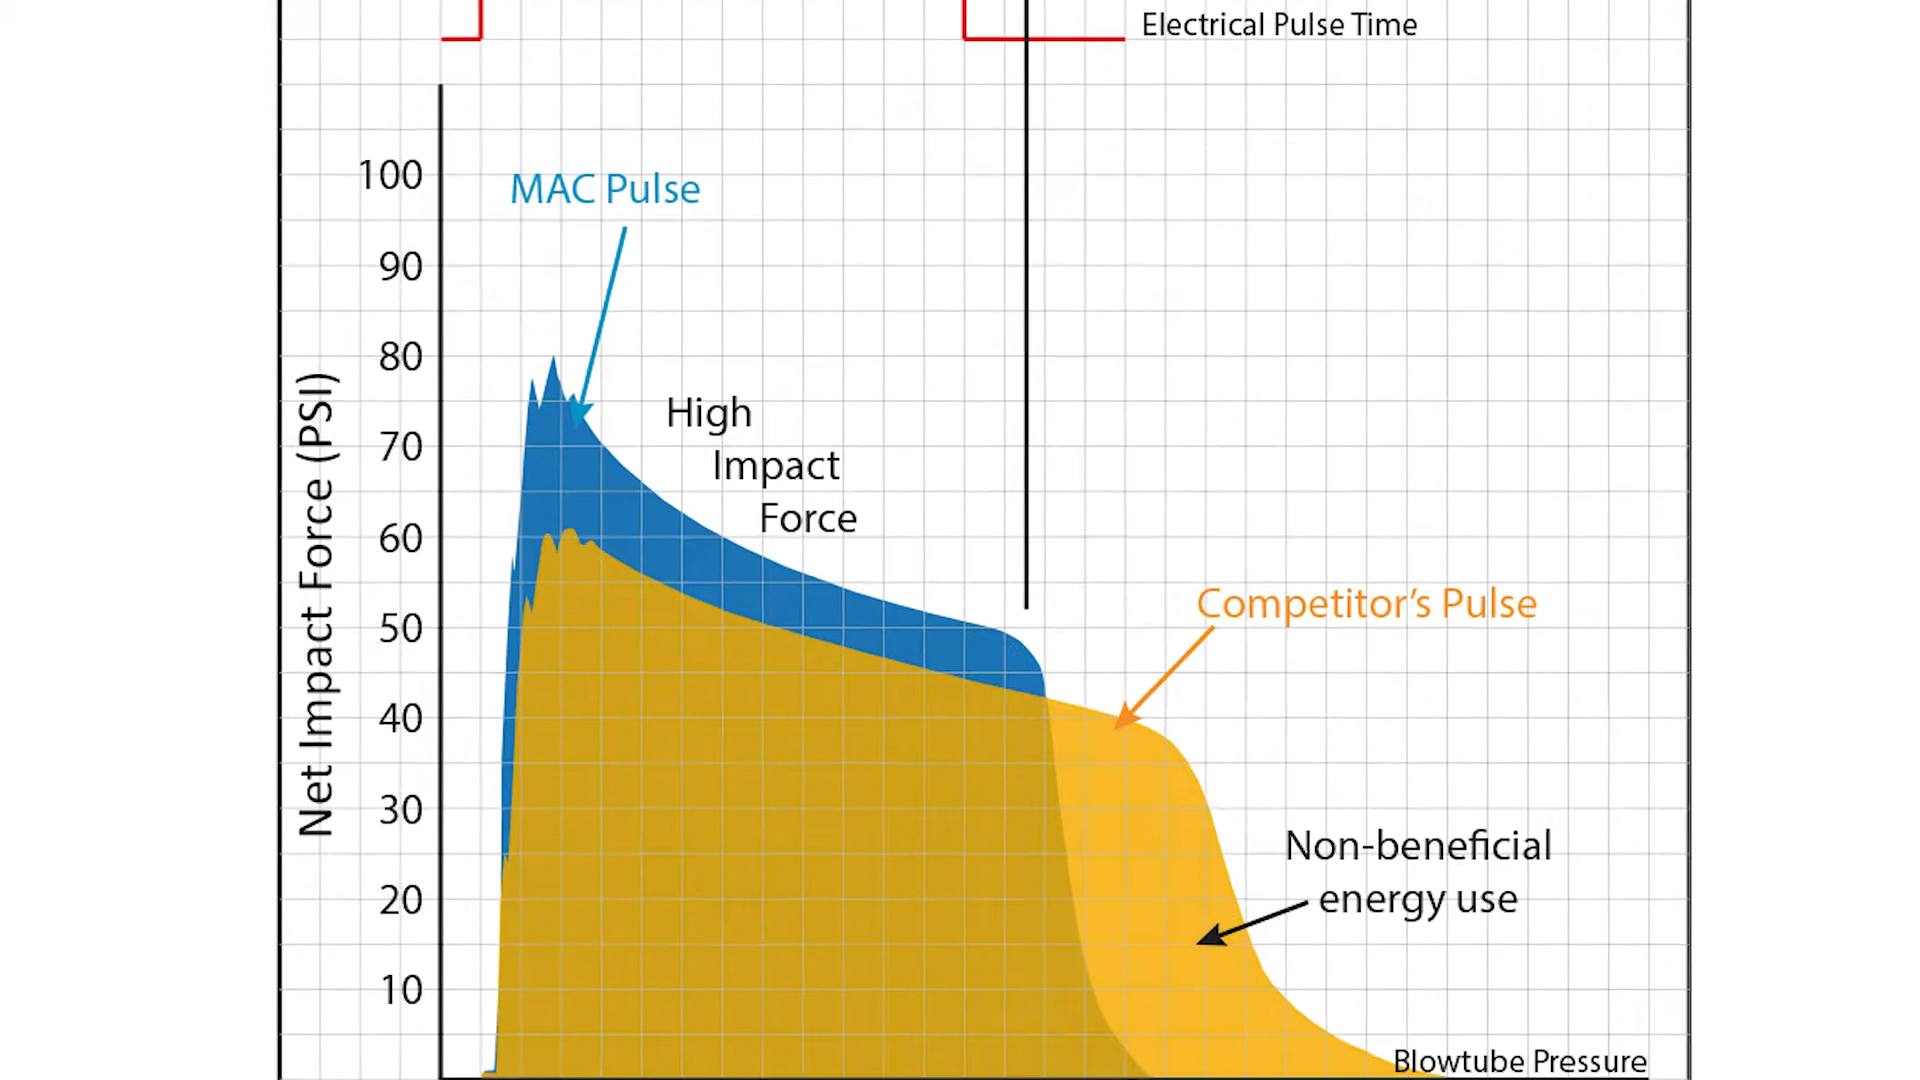 Electrical Pulse Time
100
MAC Pulse
90
80
High
70
Impact
Force
60
Net Impact Force (PSI)
Competitor’s Pulse
50
40
30
Non-beneficial
energy use
20
10
Blowtube Pressure